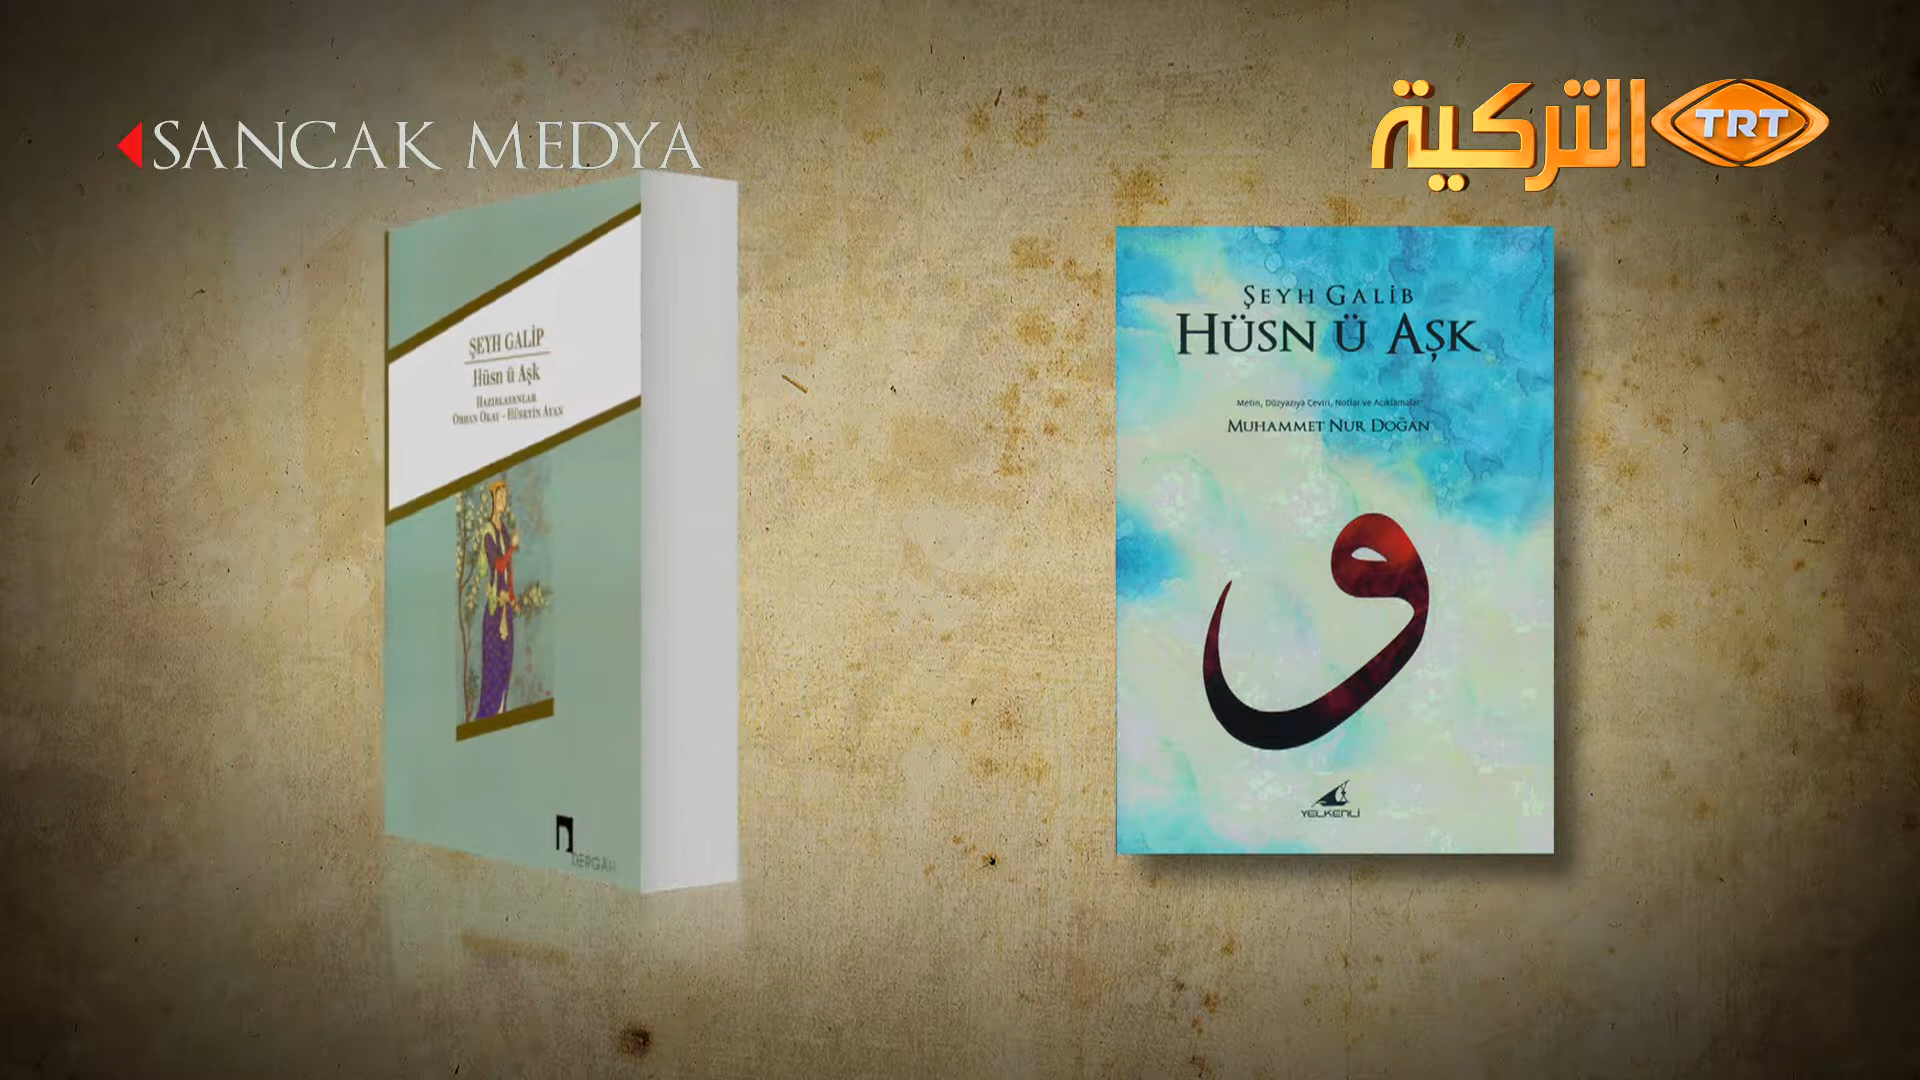 SANCAK MEDYA
التركية TRT
ŞEYH GALİP
Hüsn ü Aşk
HAZIRLAYANLAR
ORHAN OKAY - HÜSEYİN AYAN
DERGÂH
ŞEYH GALİB
HÜSN Ü AŞK
Metin, Düzyazıya Çeviri, Notlar ve Açıklamalar
MUHAMMET NUR DOĞAN
و
YELKENLİ